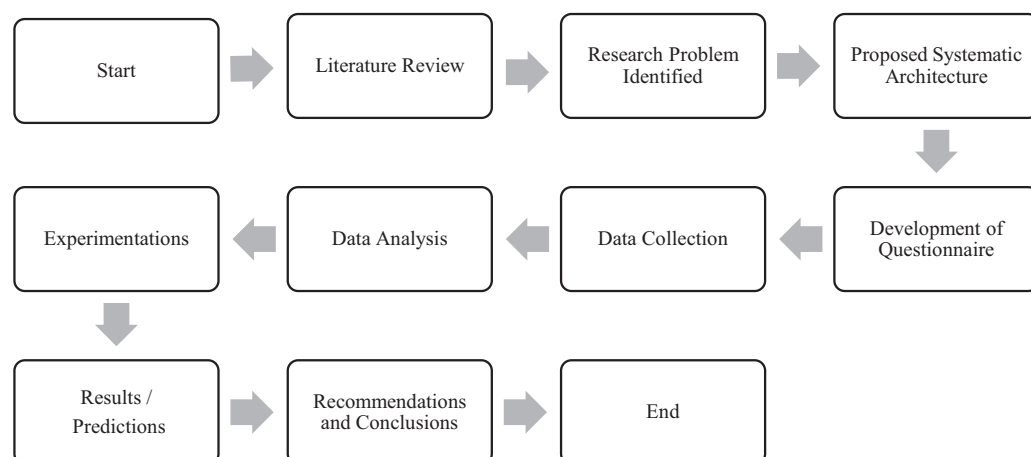 Start
Literature Review
Research Problem
Identified
Proposed Systematic
Architecture
Development of
Questionnaire
Data Collection
Data Analysis
Experimentations
Results /
Predictions
Recommendations
and Conclusions
End